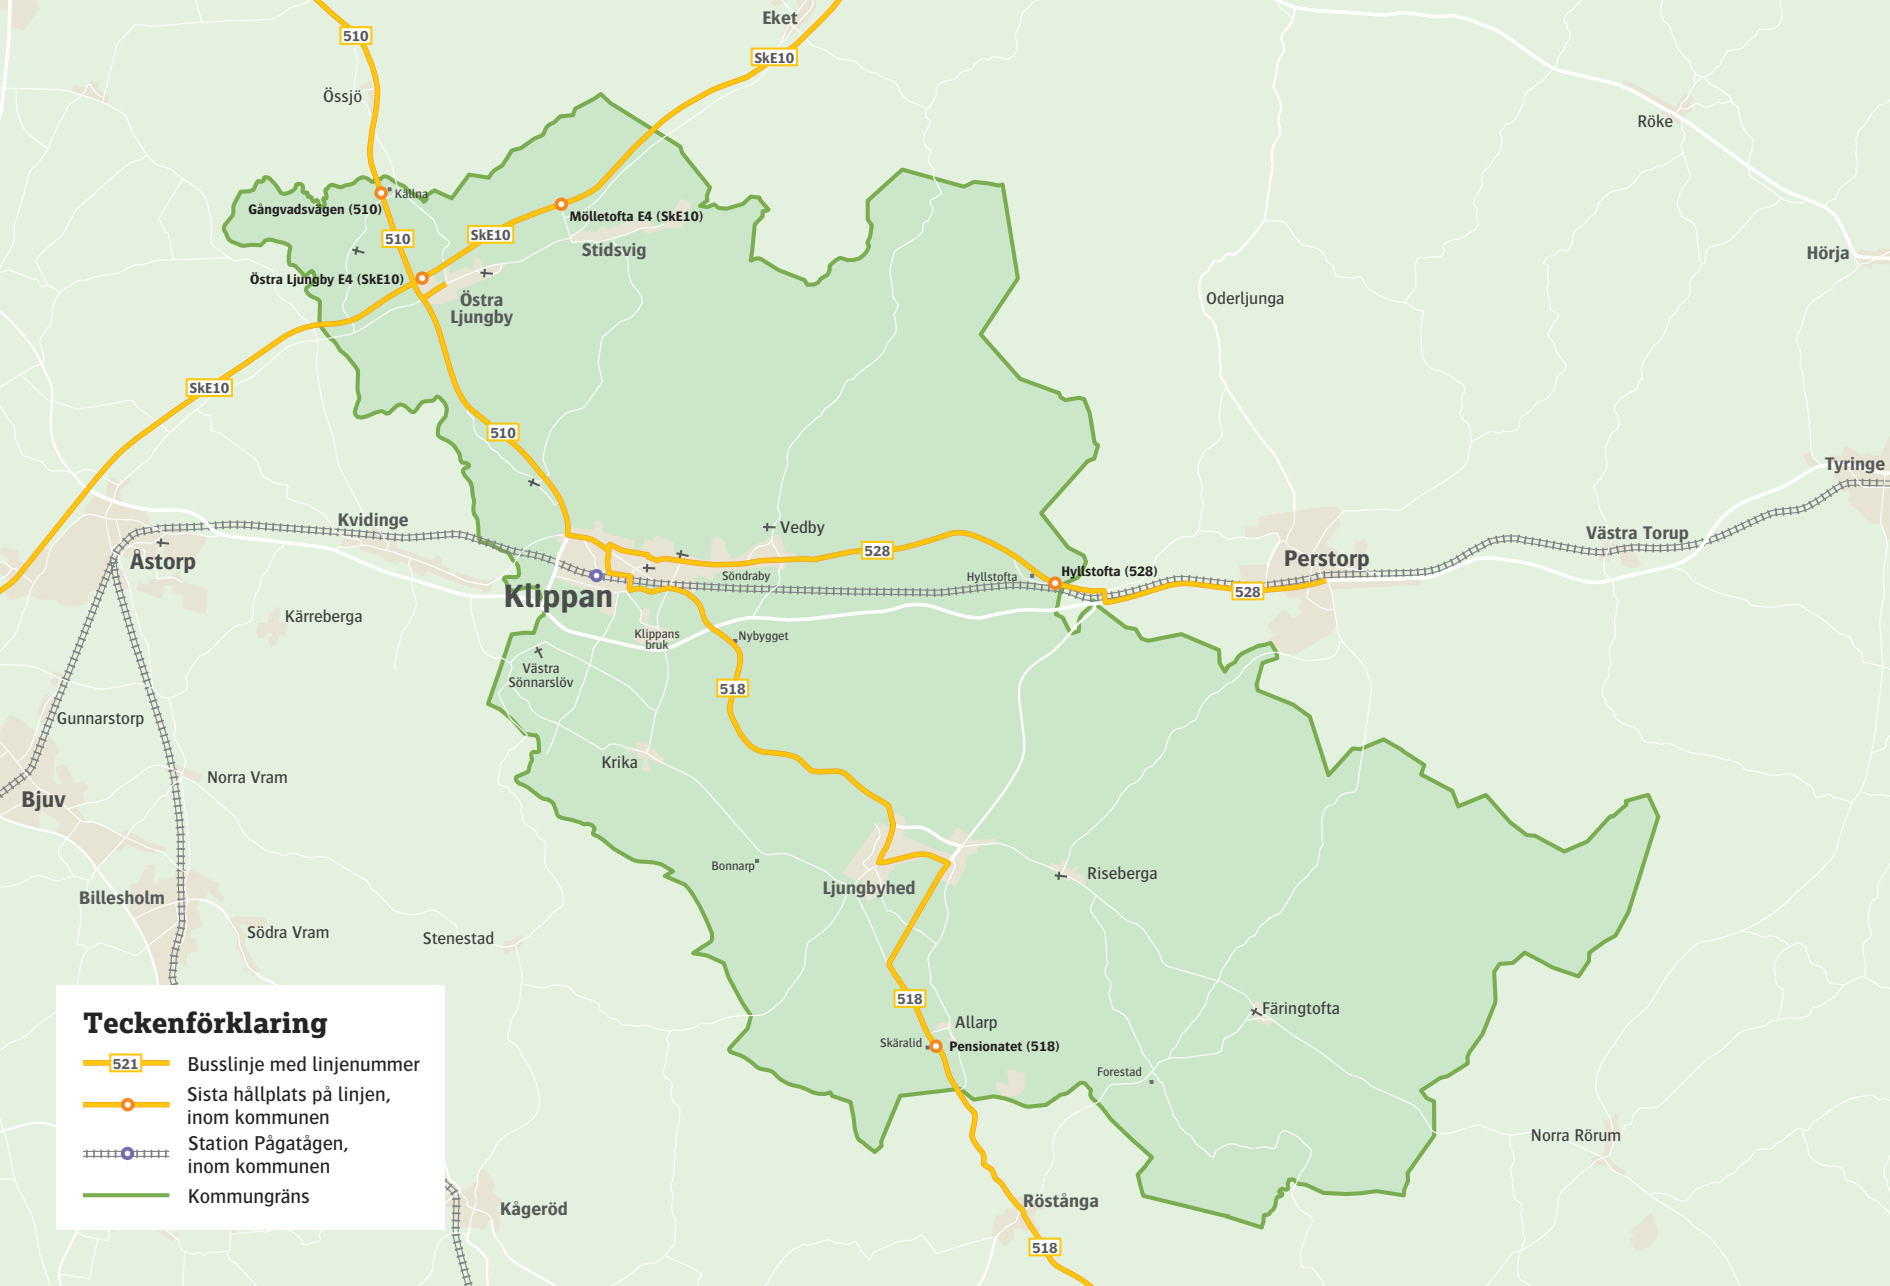 Eket
510
SkE10
Össjö
Röke
Källna
Gångvadsvägen (510)
Mölletofta E4 (SkE10)
510
SkE10
Stidsvig
Hörja
Östra Ljungby E4 (SkE10)
Östra
Ljungby
Oderljunga
SkE10
510
Tyringe
Kvidinge
Vedby
Västra Torup
528
Perstorp
Åstorp
Söndraby
Hyllstofta
Hyllstofta (528)
528
Klippan
Kärreberga
Klippans
bruk
Nybygget
Västra
Sönnarslöv
518
Gunnarstorp
Krika
Norra Vram
Bjuv
Bonnarp
Riseberga
Ljungbyhed
Billesholm
Södra Vram
Stenestad
518
Färingtofta
Allarp
Skäralid
Pensionatet (518)
Forestad
Norra Rörum
Röstånga
Kågeröd
518
Teckenförklaring
521
Busslinje med linjenummer
Sista hållplats på linjen,
inom kommunen
Station Pågatågen,
inom kommunen
Kommungräns